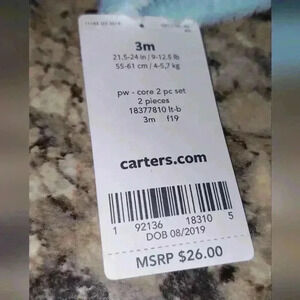 3m
21.5-24 in / 9-12.5 lb
55-61 cm / 4-5,7 kg
pw - core 2 pc set
2 pieces
18377810 lt-b
3m f19
carters.com
1 92136 18310 5
DOB 08/2019
MSRP $26.00